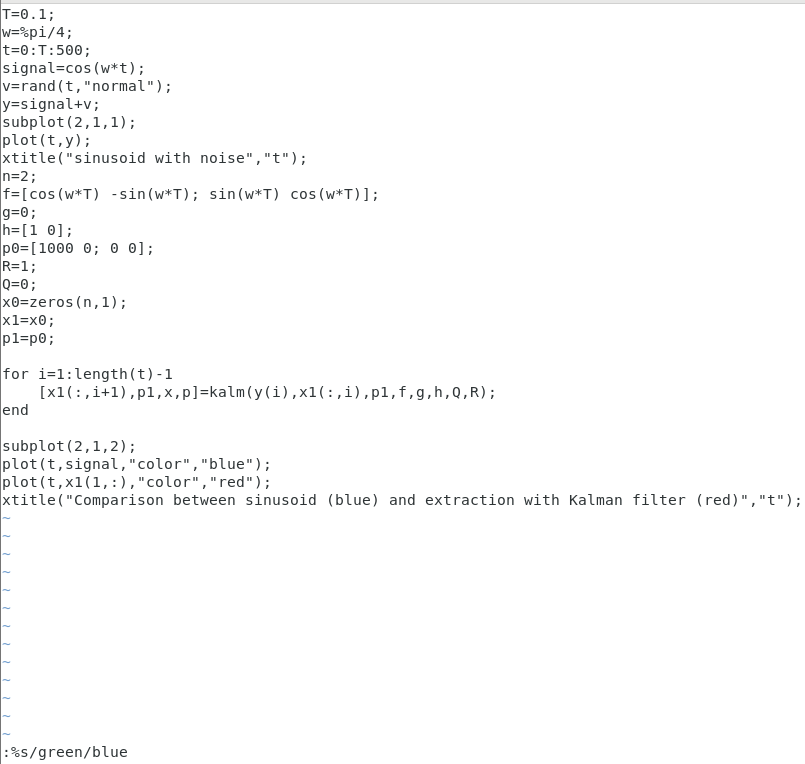 T=0.1;
w=%pi/4;
t=0:T:500;
signal=cos(w*t);
v=rand(t,"normal");
y=signal+v;
subplot(2,1,1);
plot(t,y);
xtitle("sinusoid with noise","t");
n=2;
f=[cos(w*T) -sin(w*T); sin(w*T) cos(w*T)];
g=0;
h=[1 0];
p0=[1000 0; 0 0];
R=1;
Q=0;
x0=zeros(n,1);
x1=x0;
p1=p0;

for i=1:length(t)-1
    [x1(:,i+1),p1,x,p]=kalm(y(i),x1(:,i),p1,f,g,h,Q,R);
end

subplot(2,1,2);
plot(t,signal,"color","blue");
plot(t,x1(1,:),"color","red");
xtitle("Comparison between sinusoid (blue) and extraction with Kalman filter (red)","t");
~
~
~
~
~
~
~
~
~
~
~
~
~
:%s/green/blue